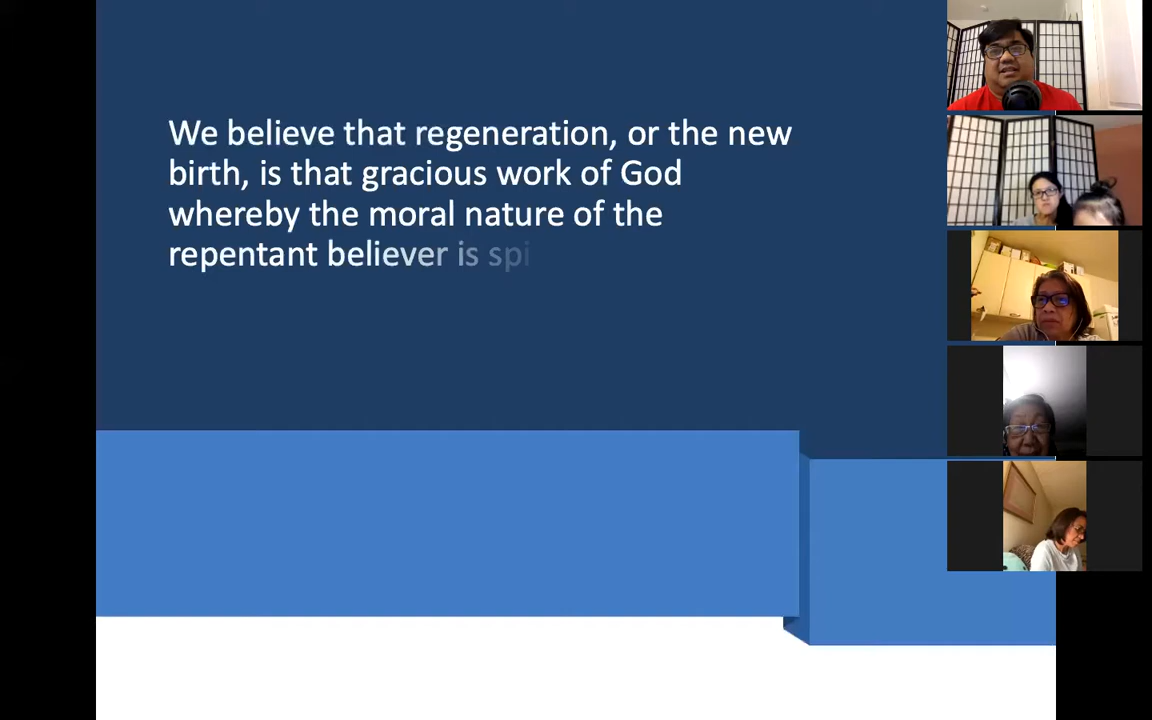 We believe that regeneration, or the new
birth, is that gracious work of God
whereby the moral nature of the
repentant believer is spi